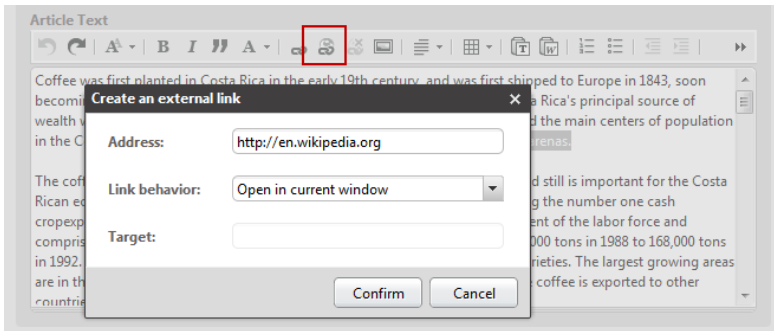 Article Text
A B I A T W
Coffee was first planted in Costa Rica in the early 19th century, and was first shipped to Europe in 1843, soon
becomi Create an external link × a Rica's principal source of
wealth w d the main centers of population
Address: http://en.wikipedia.org
in the C renas.
The coff d still is important for the Costa
Link behavior: Open in current window
Rican ec g the number one cash
cropexp ent of the labor force and
Target:
compris 000 tons in 1988 to 168,000 tons
in 1992. rieties. The largest growing areas
are in th coffee is exported to other
Confirm Cancel
countrie